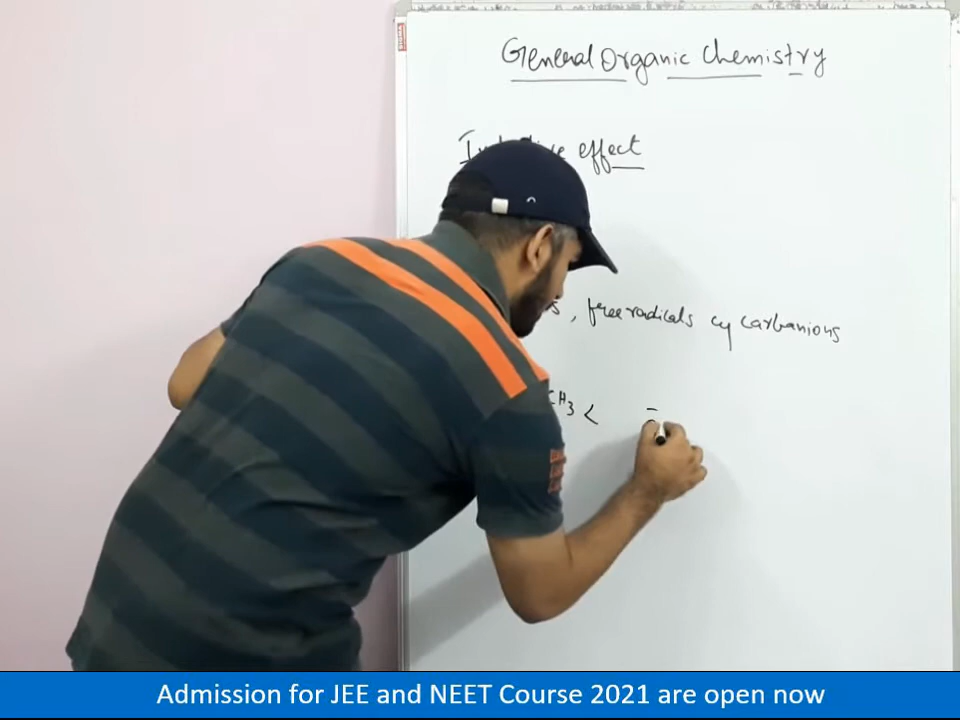 General Organic Chemistry
effect
, free radicals cy carbanions
CH3 <
Admission for JEE and NEET Course 2021 are open now